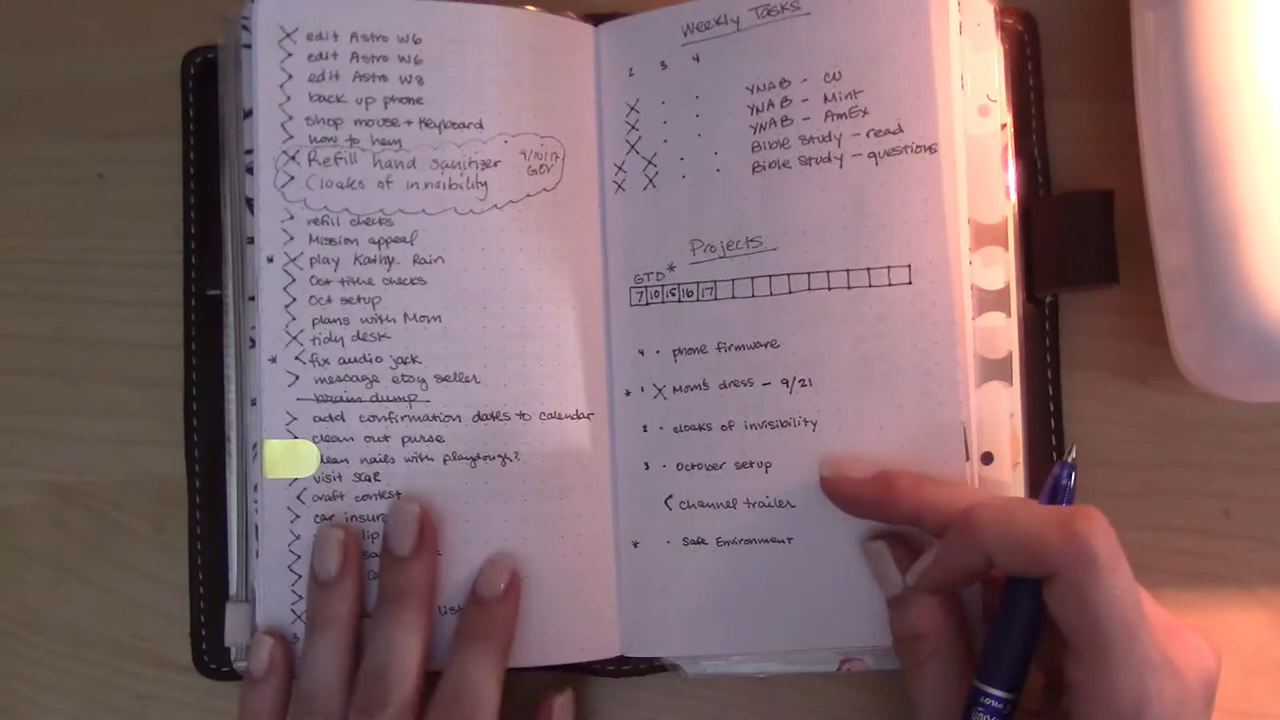 X edit Astro W6
edit Astro W6
edit Astro W8
back up phone
shop mouse + keyboard
how to hem
X Refill hand sanitizer 9/10/17
> Cloaks of invisibility GEV
> refill checks
> Mission appeal
X play Kathy Rain
> Oct tithe checks
> Oct setup
> plans with Mom
X tidy desk
* < fix audio jack
> message etsy seller
brain dump
> add confirmation dates to calendar
> clean out purse
clean nails with playdough?
visit
< craft contest
> car insur
lip
list
Weekly Tasks
2 3 4
X · · YNAB - CU
X · · YNAB - Mint
X · · YNAB - AmEx
X X · · Bible Study - read
X X · · Bible Study - questions
Projects
GTD *
7 10 15 16 17
4 · phone firmware
* 1 X Mom's dress - 9/21
2 · cloaks of invisibility
3 · October setup
< channel trailer
* · Safe Environment
PILOT